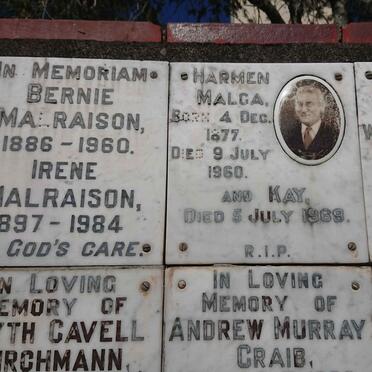 IN MEMORIAM
BERNIE
MALRAISON,
1886 - 1960.
IRENE
MALRAISON,
1897 - 1984
GOD'S CARE.
HARMEN
MALGA,
BORN 4 DEC.
1877.
DIED 9 JULY
1960.
AND KAY,
DIED 5 JULY 1969.
R.I.P.
IN LOVING
MEMORY OF
CAVELL
IN LOVING
MEMORY OF
ANDREW MURRAY
CRAIB,